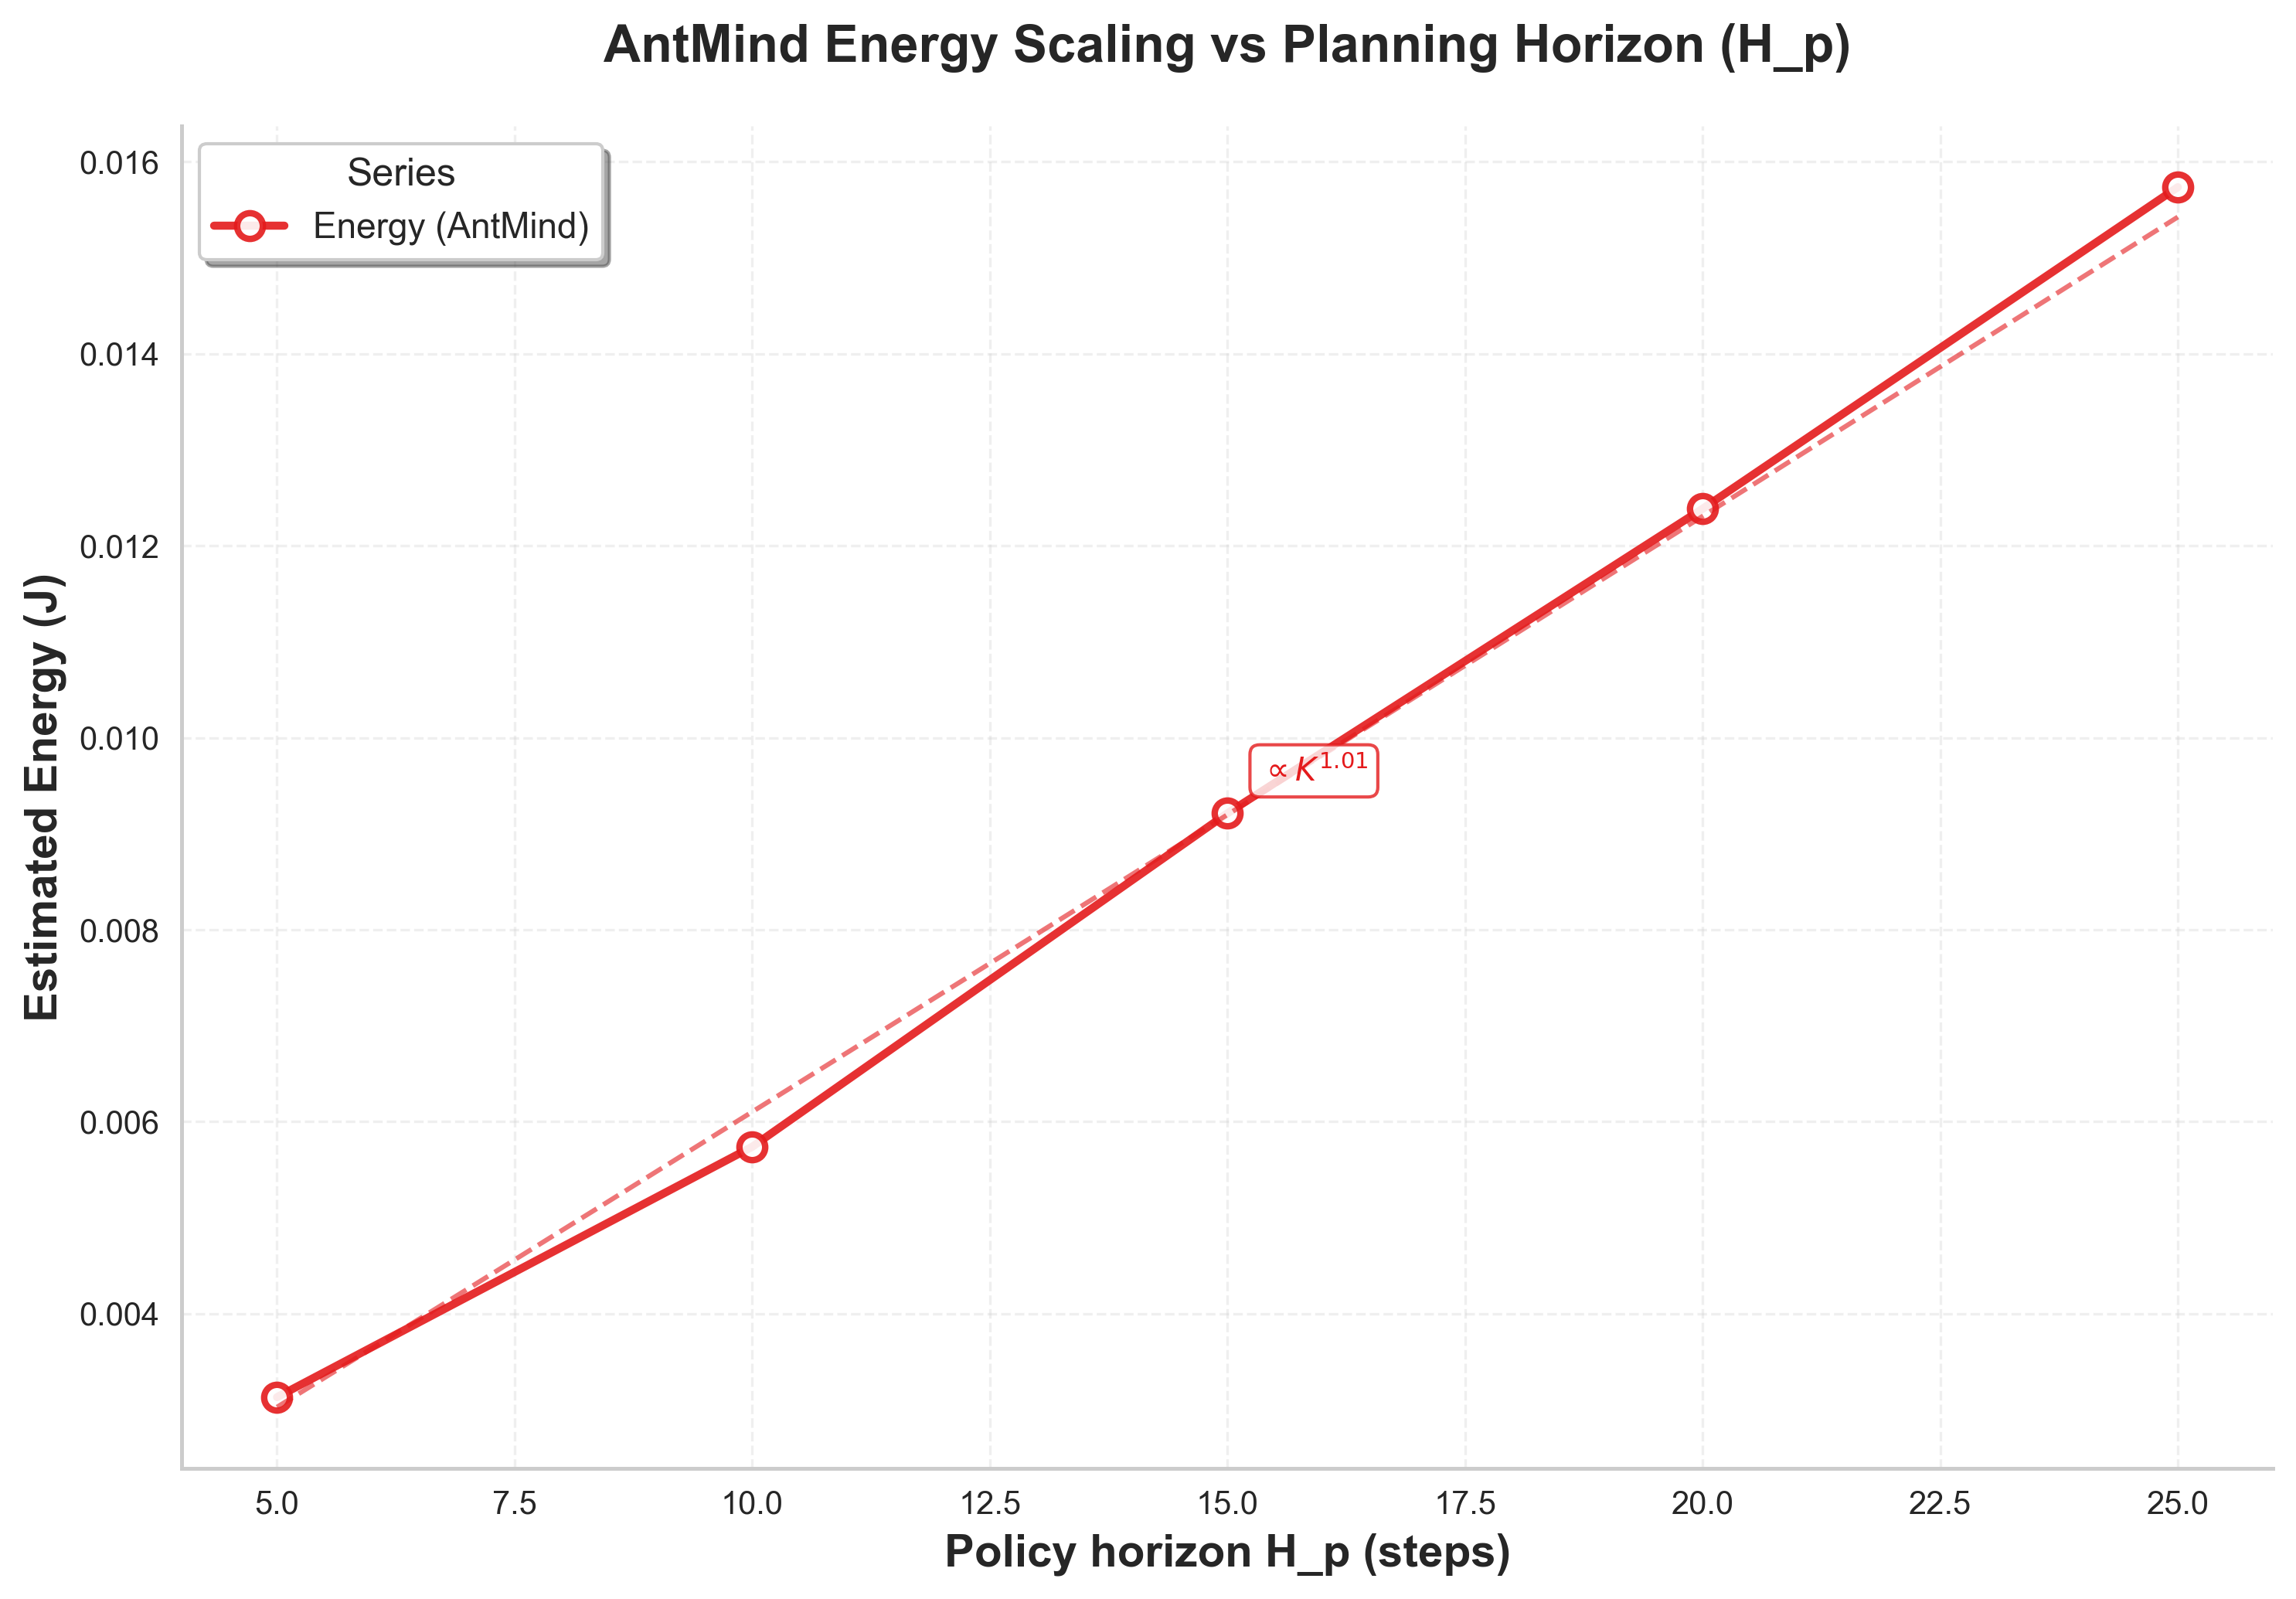 AntMind Energy Scaling vs Planning Horizon (H_p)
Series
Energy (AntMind)
Estimated Energy (J)
0.016
0.014
0.012
0.010
0.008
0.006
0.004
∝ K^1.01
5.0 7.5 10.0 12.5 15.0 17.5 20.0 22.5 25.0
Policy horizon H_p (steps)